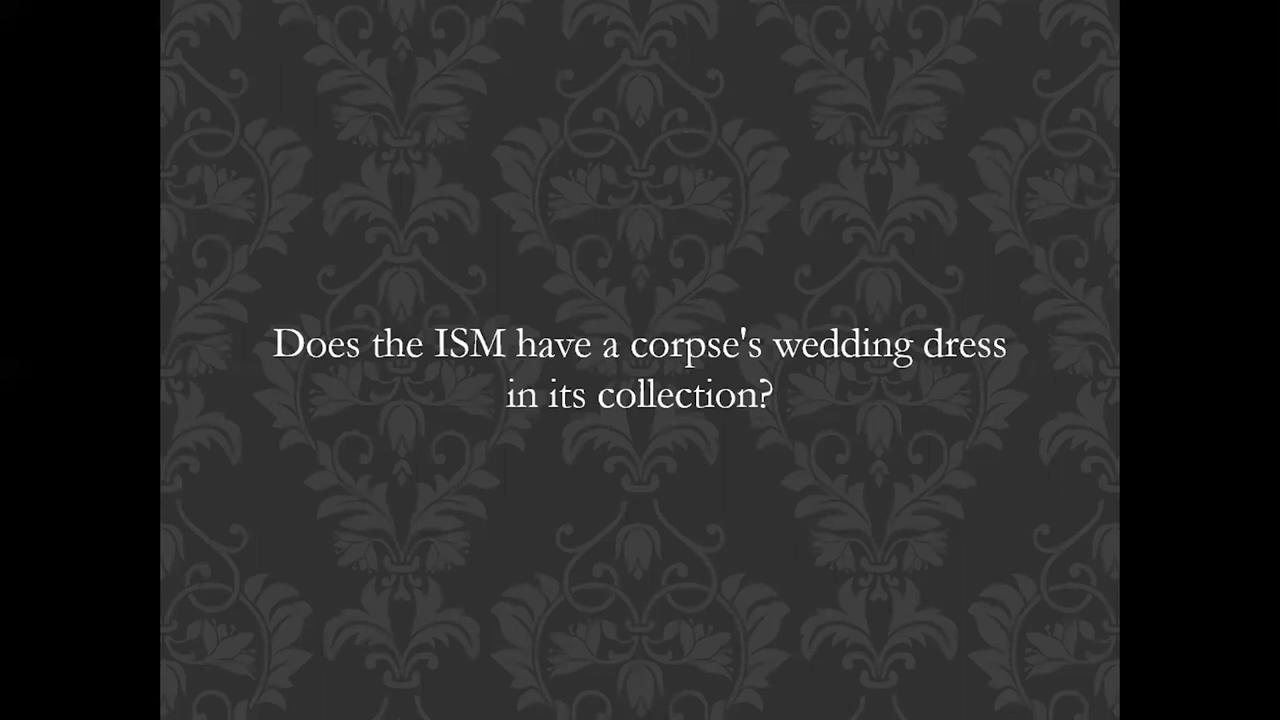 Does the ISM have a corpse's wedding dress
in its collection?